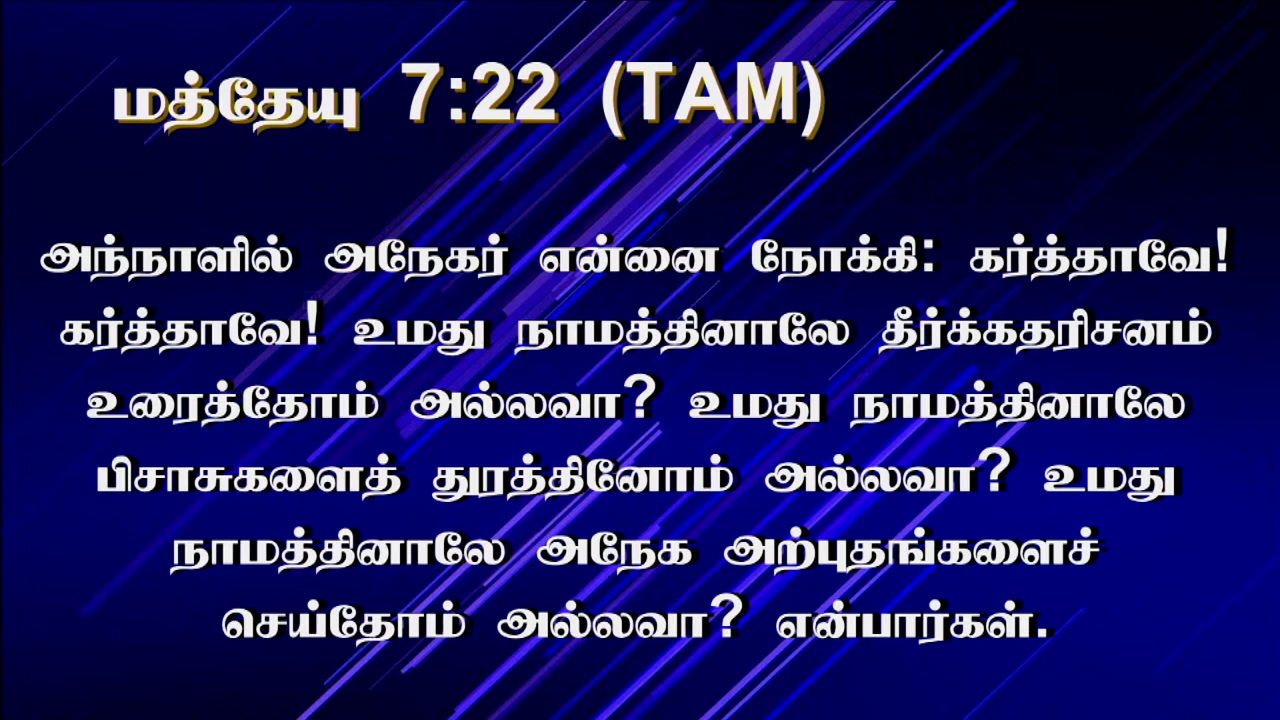 மத்தேயு 7:22 (TAM)
அந்நாளில் அநேகர் என்னை நோக்கி: கர்த்தாவே!
கர்த்தாவே! உமது நாமத்தினாலே தீர்க்கதரிசனம்
உரைத்தோம் அல்லவா? உமது நாமத்தினாலே
பிசாசுகளைத் துரத்தினோம் அல்லவா? உமது
நாமத்தினாலே அநேக அற்புதங்களைச்
செய்தோம் அல்லவா? என்பார்கள்.